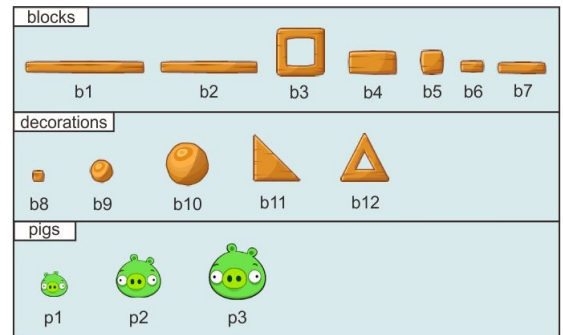 blocks
b1 b2 b3 b4 b5 b6 b7
decorations
b8 b9 b10 b11 b12
pigs
p1 p2 p3